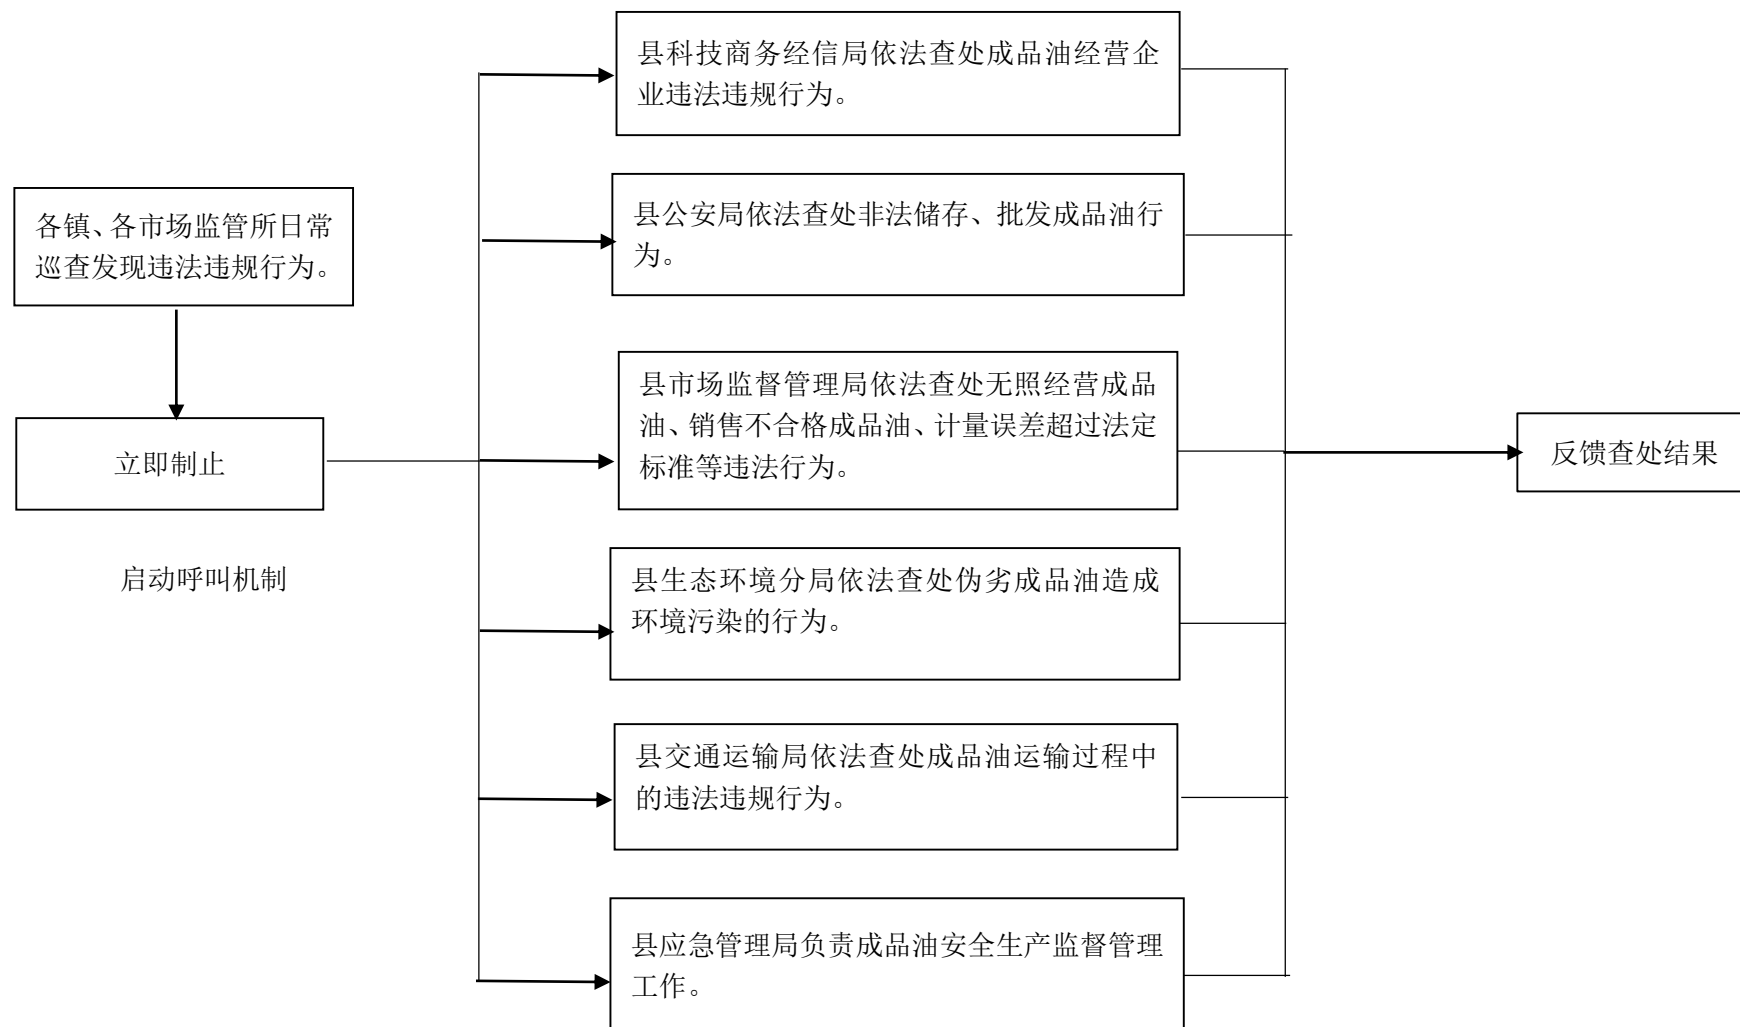 各镇、各市场监管所日常
巡查发现违法违规行为。
立即制止
启动呼叫机制
县科技商务经信局依法查处成品油经营企
业违法违规行为。
县公安局依法查处非法储存、批发成品油行
为。
县市场监督管理局依法查处无照经营成品
油、销售不合格成品油、计量误差超过法定
标准等违法行为。
县生态环境分局依法查处伪劣成品油造成
环境污染的行为。
县交通运输局依法查处成品油运输过程中
的违法违规行为。
县应急管理局负责成品油安全生产监督管理
工作。
反馈查处结果